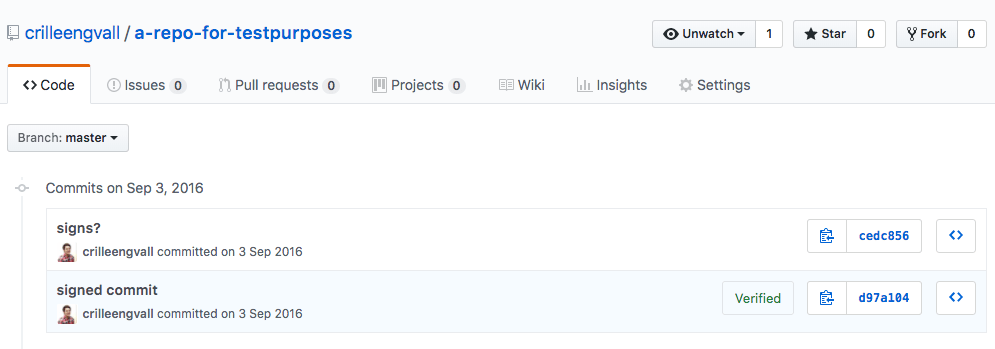 crilleengvall / a-repo-for-testpurposes
Unwatch 1 Star 0 Fork 0
Code Issues 0 Pull requests 0 Projects 0 Wiki Insights Settings
Branch: master
Commits on Sep 3, 2016
signs?
crilleengvall committed on 3 Sep 2016
cedc856
signed commit
crilleengvall committed on 3 Sep 2016
Verified d97a104